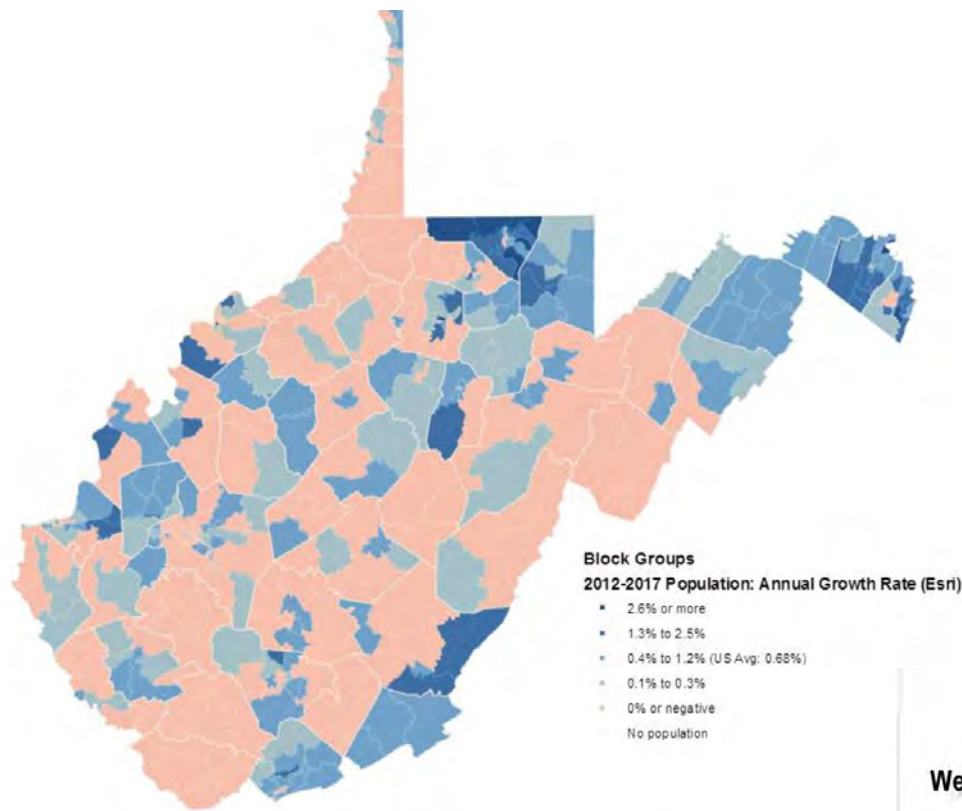 Block Groups
2012-2017 Population: Annual Growth Rate (Esri)
2.6% or more
1.3% to 2.5%
0.4% to 1.2% (US Avg: 0.68%)
0.1% to 0.3%
0% or negative
No population
We